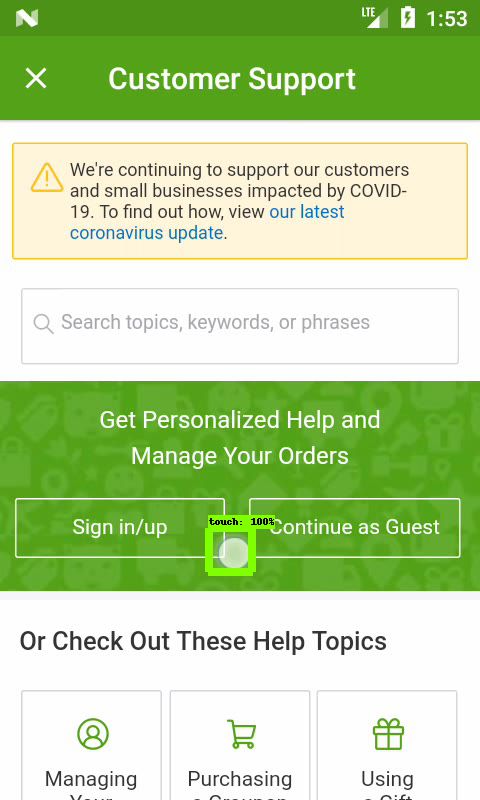 LTE
1:53
Customer Support
We're continuing to support our customers
and small businesses impacted by COVID-
19. To find out how, view our latest
coronavirus update.
Search topics, keywords, or phrases
Get Personalized Help and
Manage Your Orders
touch: 100%
Sign in/up
Continue as Guest
Or Check Out These Help Topics
Managing
Your
Purchasing
a Groupon
Using
a Gift